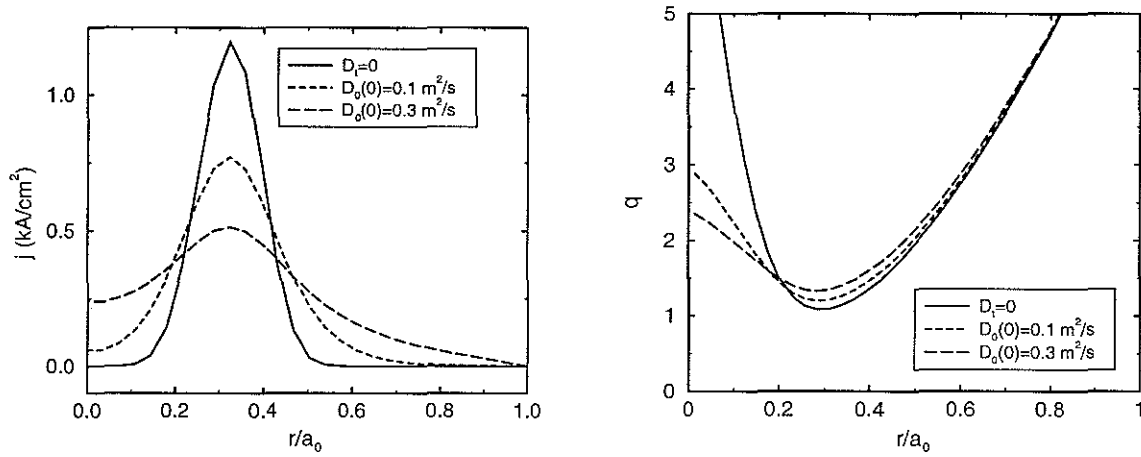 j (kA/cm²)
1.0
0.5
0.0
Dₜ=0
D₀(0)=0.1 m²/s
D₀(0)=0.3 m²/s
0.0 0.2 0.4 0.6 0.8 1.0
r/a₀
q
5
4
3
2
1
0
Dₜ=0
D₀(0)=0.1 m²/s
D₀(0)=0.3 m²/s
0 0.2 0.4 0.6 0.8 1
r/a₀